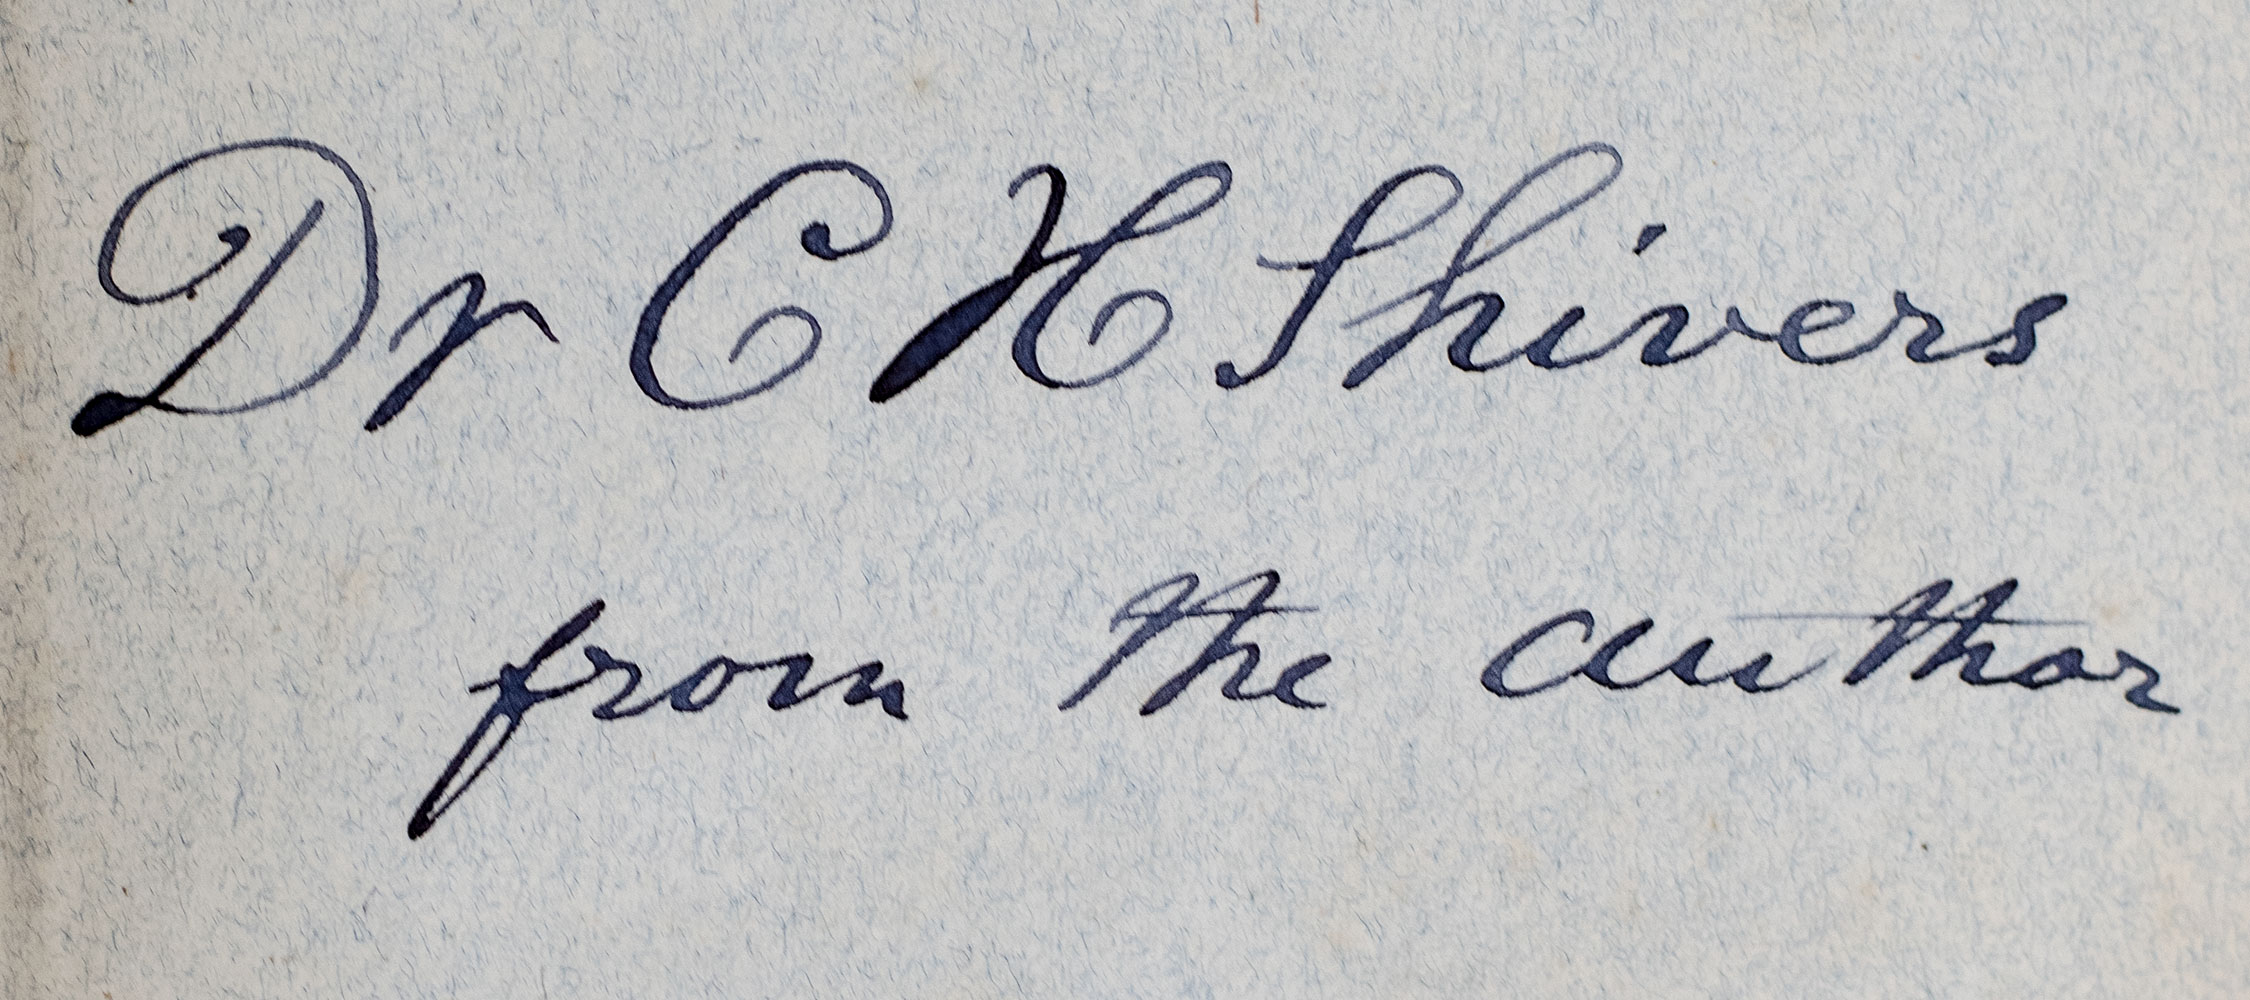 Dr C H Shivers
from the author